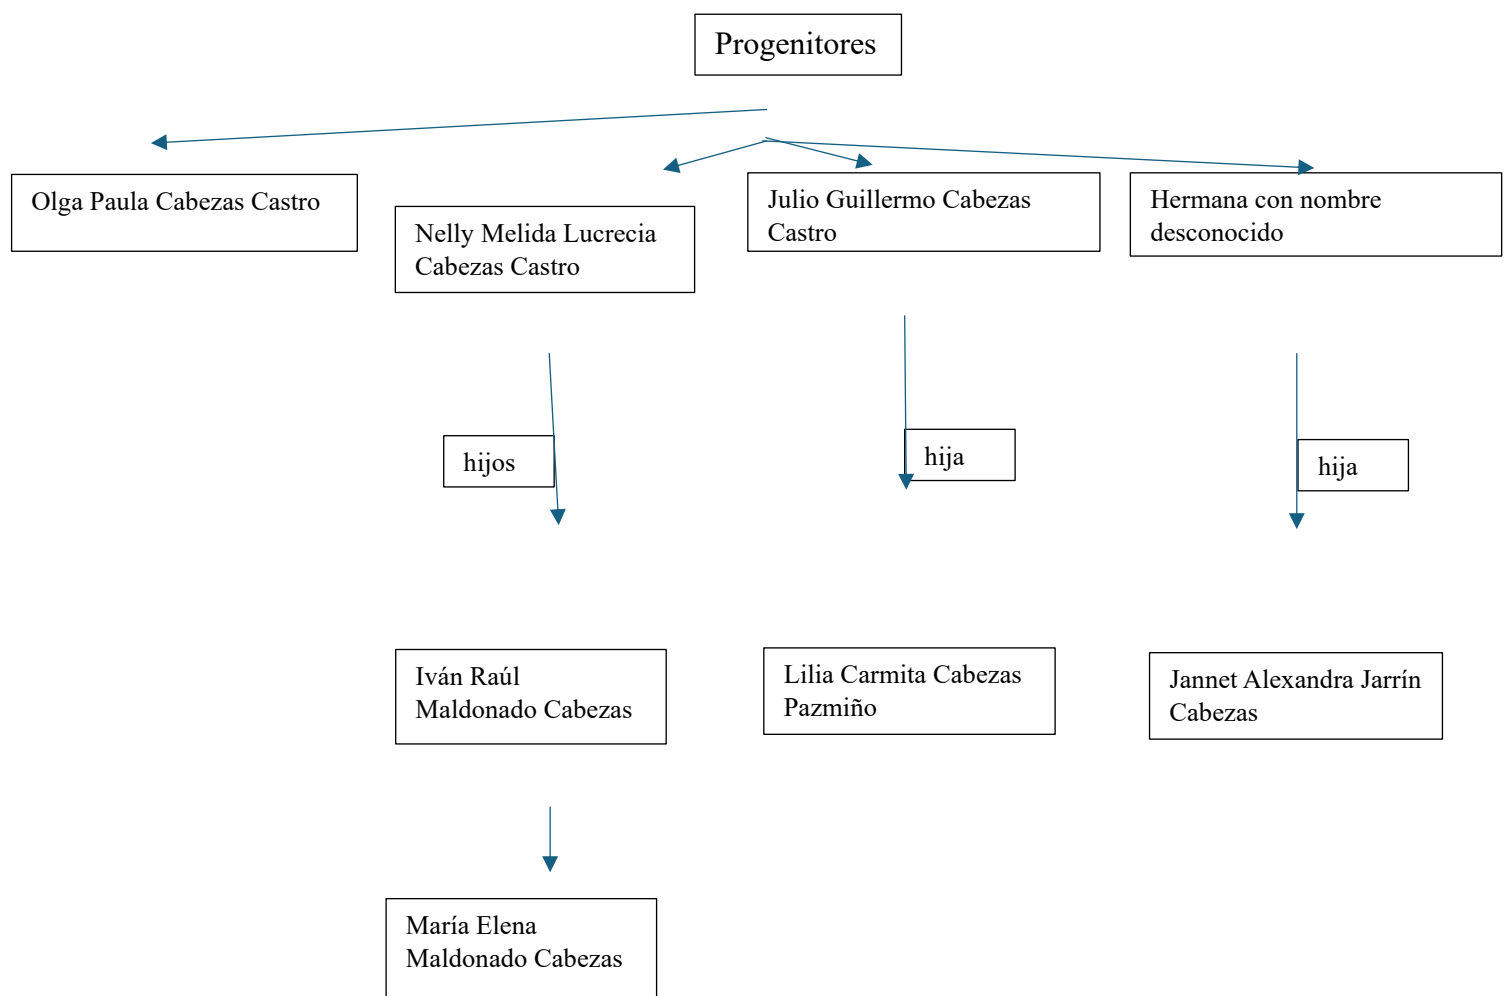 Progenitores
Olga Paula Cabezas Castro
Nelly Melida Lucrecia
Cabezas Castro
Julio Guillermo Cabezas
Castro
Hermana con nombre
desconocido
hijos
hija
hija
Iván Raúl
Maldonado Cabezas
Lilia Carmita Cabezas
Pazmiño
Jannet Alexandra Jarrín
Cabezas
María Elena
Maldonado Cabezas